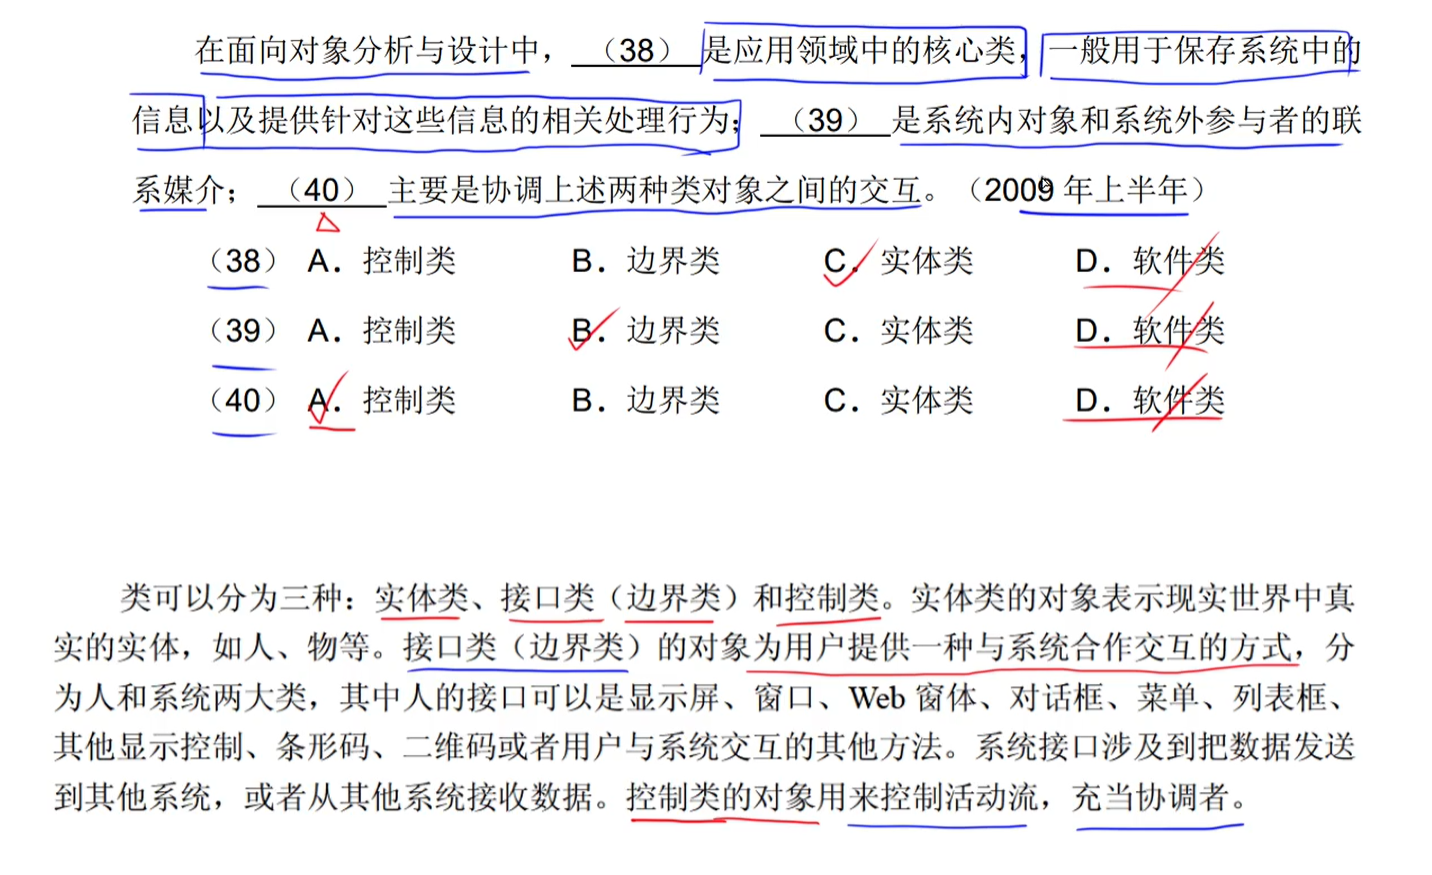 在面向对象分析与设计中，（38）是应用领域中的核心类，一般用于保存系统中的
信息以及提供针对这些信息的相关处理行为；（39）是系统内对象和系统外参与者的联
系媒介；（40）主要是协调上述两种类对象之间的交互。（2009 年上半年）
（38） A．控制类 B．边界类 C．实体类 D．软件类
（39） A．控制类 B．边界类 C．实体类 D．软件类
（40） A．控制类 B．边界类 C．实体类 D．软件类
类可以分为三种：实体类、接口类（边界类）和控制类。实体类的对象表示现实世界中真
实的实体，如人、物等。接口类（边界类）的对象为用户提供一种与系统合作交互的方式，分
为人和系统两大类，其中人的接口可以是显示屏、窗口、Web 窗体、对话框、菜单、列表框、
其他显示控制、条形码、二维码或者用户与系统交互的其他方法。系统接口涉及到把数据发送
到其他系统，或者从其他系统接收数据。控制类的对象用来控制活动流，充当协调者。